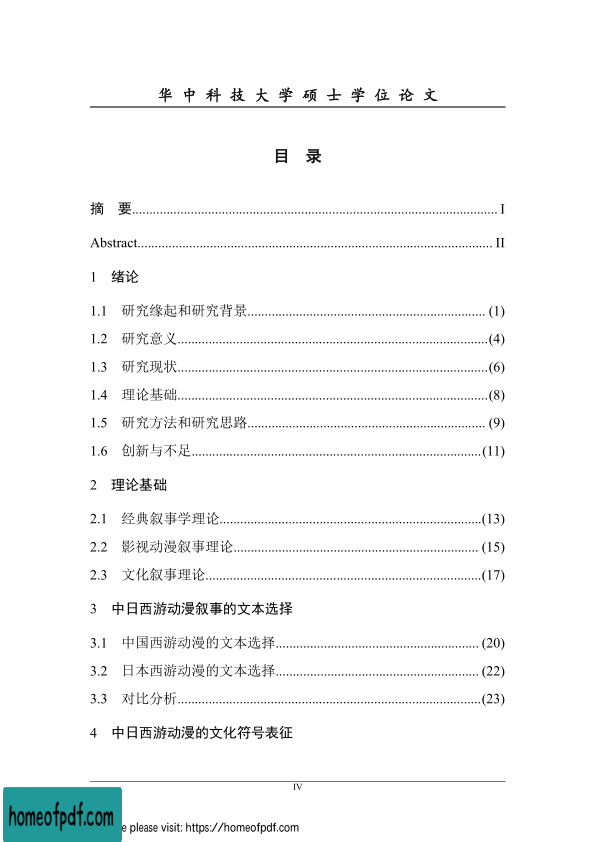 华中科技大学硕士学位论文
目 录
摘 要 I
Abstract II
1 绪论
1.1 研究缘起和研究背景 (1)
1.2 研究意义 (4)
1.3 研究现状 (6)
1.4 理论基础 (8)
1.5 研究方法和研究思路 (9)
1.6 创新与不足 (11)
2 理论基础
2.1 经典叙事学理论 (13)
2.2 影视动漫叙事理论 (15)
2.3 文化叙事理论 (17)
3 中日西游动漫叙事的文本选择
3.1 中国西游动漫的文本选择 (20)
3.2 日本西游动漫的文本选择 (22)
3.3 对比分析 (23)
4 中日西游动漫的文化符号表征
IV
homeofpdf.com
please visit: https://homeofpdf.com